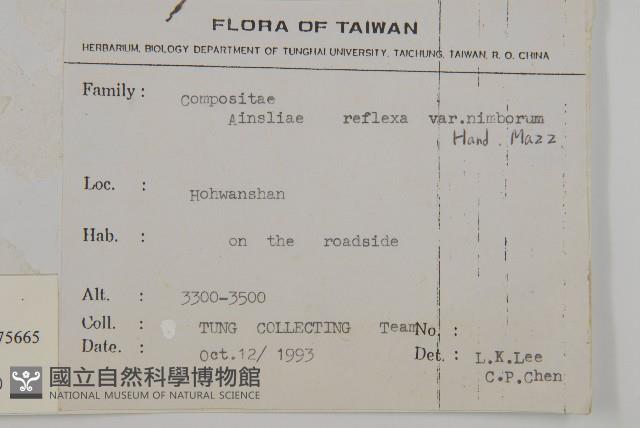 FLORA OF TAIWAN
HERBARIUM, BIOLOGY DEPARTMENT OF TUNGHAI UNIVERSITY, TAICHUNG, TAIWAN, R. O. CHINA
Family : Compositae
Ainsliae reflexa var.nimborum
Hand. Mazz
Loc. : Hohwanshan
Hab. : on the roadside
Alt. : 3300-3500
Coll. : TUNG COLLECTING Team No. :
Date. : Oct.12/ 1993 Det. : L.K.Lee
C.P.Chen
75665
國立自然科學博物館
NATIONAL MUSEUM OF NATURAL SCIENCE